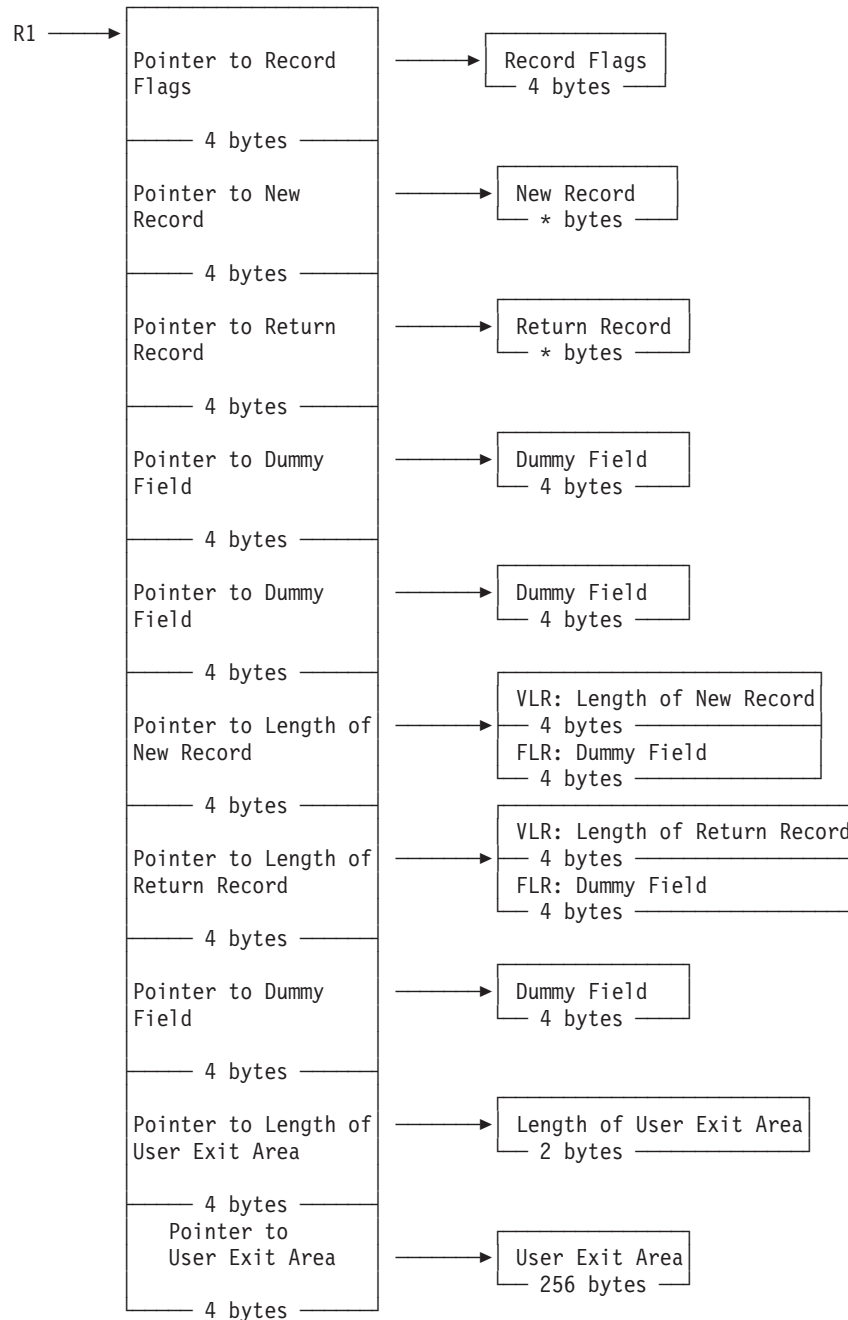 R1
Pointer to Record Record Flags
Flags 4 bytes
4 bytes
Pointer to New New Record
Record * bytes
4 bytes
Pointer to Return Return Record
Record * bytes
4 bytes
Pointer to Dummy Dummy Field
Field 4 bytes
4 bytes
Pointer to Dummy Dummy Field
Field 4 bytes
4 bytes
VLR: Length of New Record
Pointer to Length of 4 bytes
New Record FLR: Dummy Field
4 bytes
4 bytes
VLR: Length of Return Record
Pointer to Length of 4 bytes
Return Record FLR: Dummy Field
4 bytes
4 bytes
Pointer to Dummy Dummy Field
Field 4 bytes
4 bytes
Pointer to Length of Length of User Exit Area
User Exit Area 2 bytes
4 bytes
Pointer to
User Exit Area User Exit Area
256 bytes
4 bytes